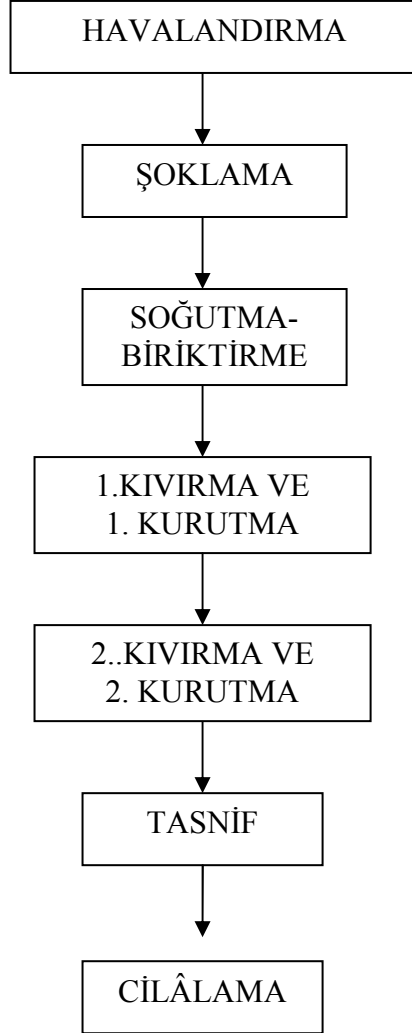 HAVALANDIRMA
ŞOKLAMA
SOĞUTMA-
BİRİKTİRME
1.KIVIRMA VE
1. KURUTMA
2..KIVIRMA VE
2. KURUTMA
TASNİF
CİLÂLAMA